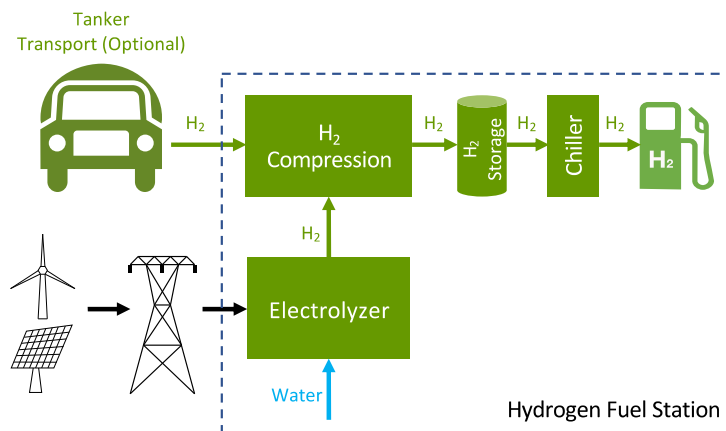 Tanker
Transport (Optional)
H₂
H₂
Compression
H₂
H₂
Storage
H₂
Chiller
H₂
H₂
H₂
Electrolyzer
Water
Hydrogen Fuel Station